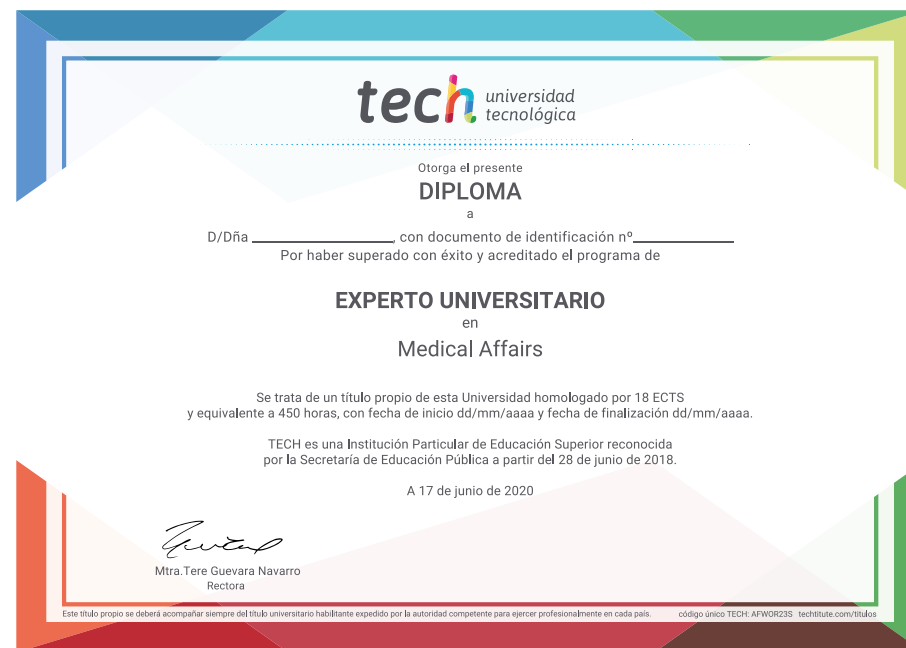 tech universidad
tecnológica
Otorga el presente
DIPLOMA
a
D/Dña ____________________, con documento de identificación nº______________
Por haber superado con éxito y acreditado el programa de
EXPERTO UNIVERSITARIO
en
Medical Affairs
Se trata de un título propio de esta Universidad homologado por 18 ECTS
y equivalente a 450 horas, con fecha de inicio dd/mm/aaaa y fecha de finalización dd/mm/aaaa.
TECH es una Institución Particular de Educación Superior reconocida
por la Secretaría de Educación Pública a partir del 28 de junio de 2018.
A 17 de junio de 2020
Mtra.Tere Guevara Navarro
Rectora
Este título propio se deberá acompañar siempre del título universitario habilitante expedido por la autoridad competente para ejercer profesionalmente en cada país. código único TECH: AFWOR23S techtitute.com/titulos